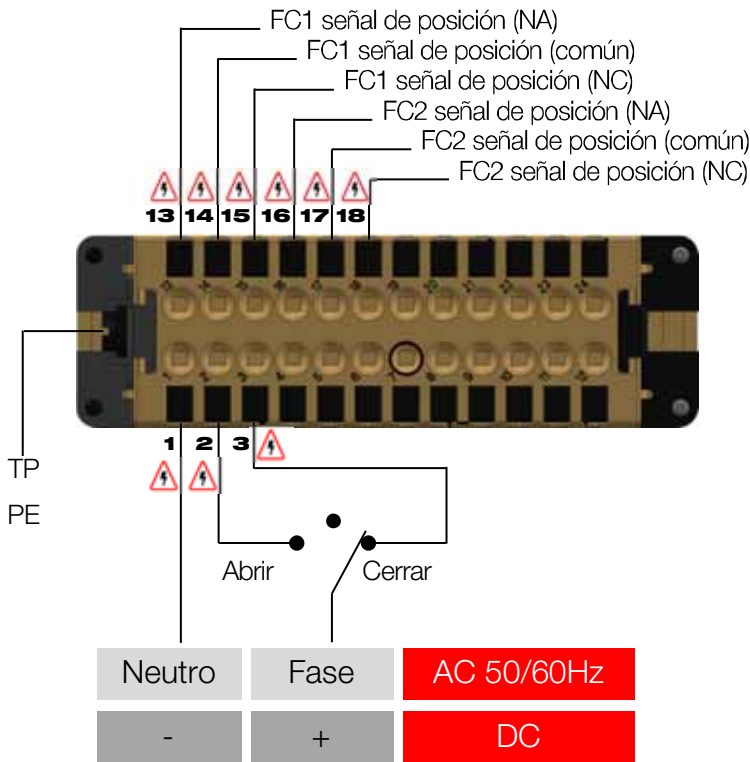 FC1 señal de posición (NA)
FC1 señal de posición (común)
FC1 señal de posición (NC)
FC2 señal de posición (NA)
FC2 señal de posición (común)
FC2 señal de posición (NC)
13 14 15 16 17 18
1 2 3
TP
PE
Abrir Cerrar
Neutro Fase AC 50/60Hz
- + DC